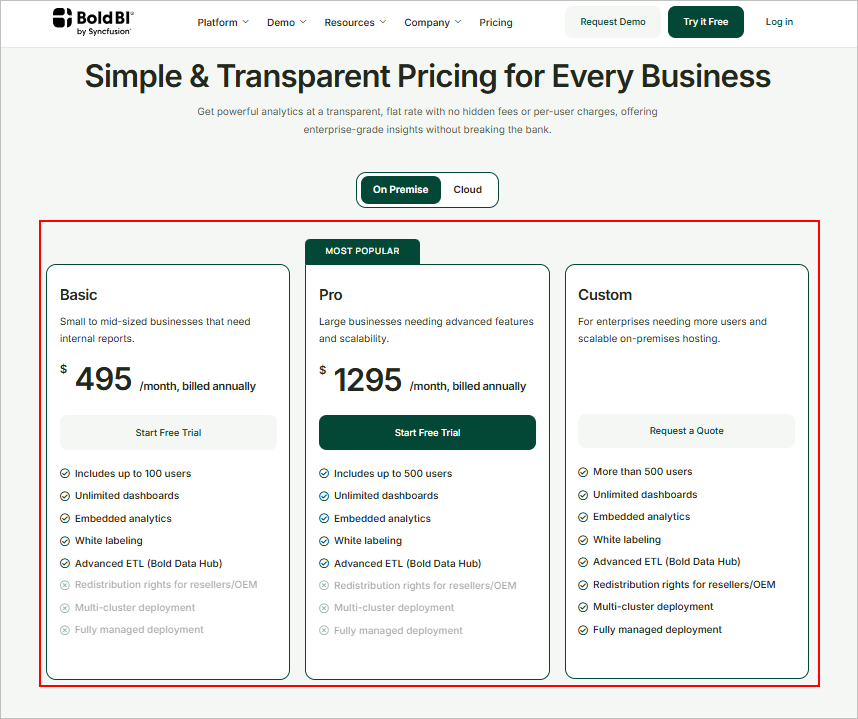 Bold BI®
by Syncfusion®
Platform Demo Resources Company Pricing Request Demo Try it Free Log in
Simple & Transparent Pricing for Every Business
Get powerful analytics at a transparent, flat rate with no hidden fees or per-user charges, offering
enterprise-grade insights without breaking the bank.
On Premise Cloud
Basic
Small to mid-sized businesses that need
internal reports.
$ 495 /month, billed annually
Start Free Trial
Includes up to 100 users
Unlimited dashboards
Embedded analytics
White labeling
Advanced ETL (Bold Data Hub)
Redistribution rights for resellers/OEM
Multi-cluster deployment
Fully managed deployment
MOST POPULAR
Pro
Large businesses needing advanced features
and scalability.
$ 1295 /month, billed annually
Start Free Trial
Includes up to 500 users
Unlimited dashboards
Embedded analytics
White labeling
Advanced ETL (Bold Data Hub)
Redistribution rights for resellers/OEM
Multi-cluster deployment
Fully managed deployment
Custom
For enterprises needing more users and
scalable on-premises hosting.
Request a Quote
More than 500 users
Unlimited dashboards
Embedded analytics
White labeling
Advanced ETL (Bold Data Hub)
Redistribution rights for resellers/OEM
Multi-cluster deployment
Fully managed deployment